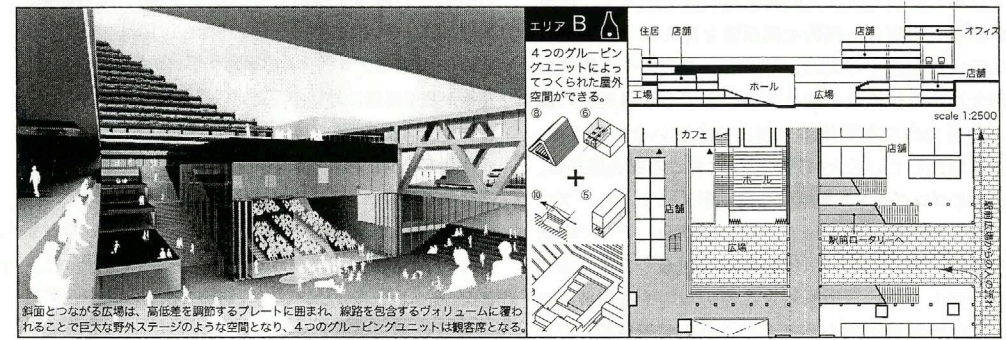 エリア B
4つのグルーピン
グユニットによっ
てつくられた屋外
空間ができる。
⑧
⑥
+
⑩
⑤
斜面とつながる広場は、高低差を調節するプレートに囲まれ、線路を包含するヴォリュームに覆わ
れることで巨大な野外ステージのような空間となり、4つのグルーピングユニットは観客席となる。
住居
店舗
店舗
オフィス
工場
ホール
広場
店舗
scale 1:2500
カフェ
店舗
ホール
店舗
広場
駅前ロータリーへ
駅前広場からの人の流れ